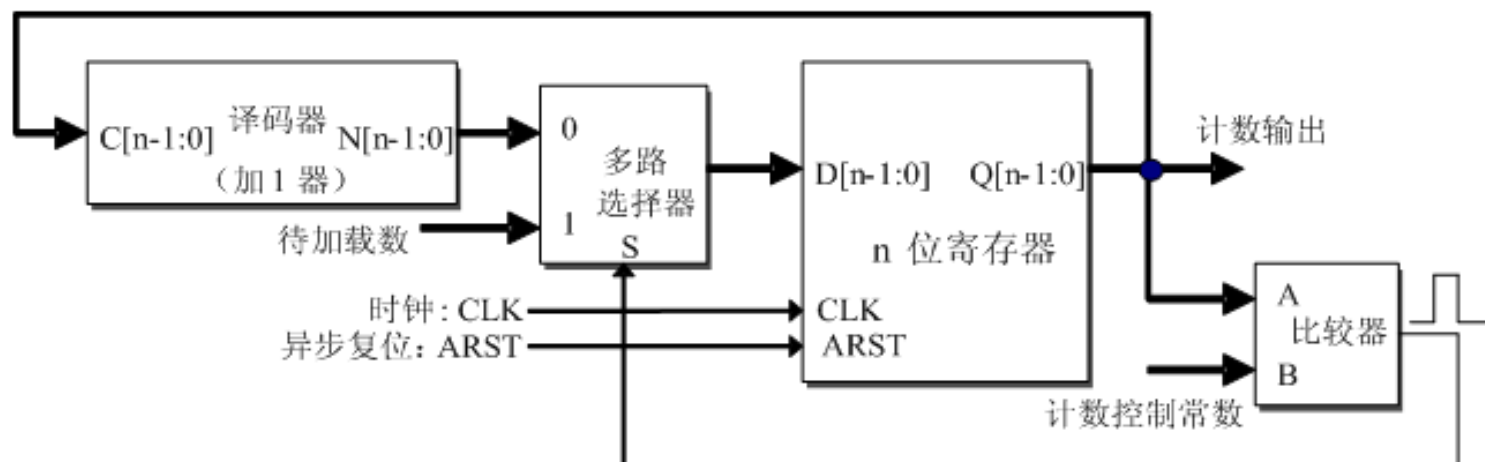 C[n-1:0] 译码器 N[n-1:0]
（加 1 器）
0
多路
选择器
1
S
待加载数
D[n-1:0] Q[n-1:0]
n 位寄存器
时钟: CLK
CLK
异步复位: ARST
ARST
计数输出
A
比较器
B
计数控制常数